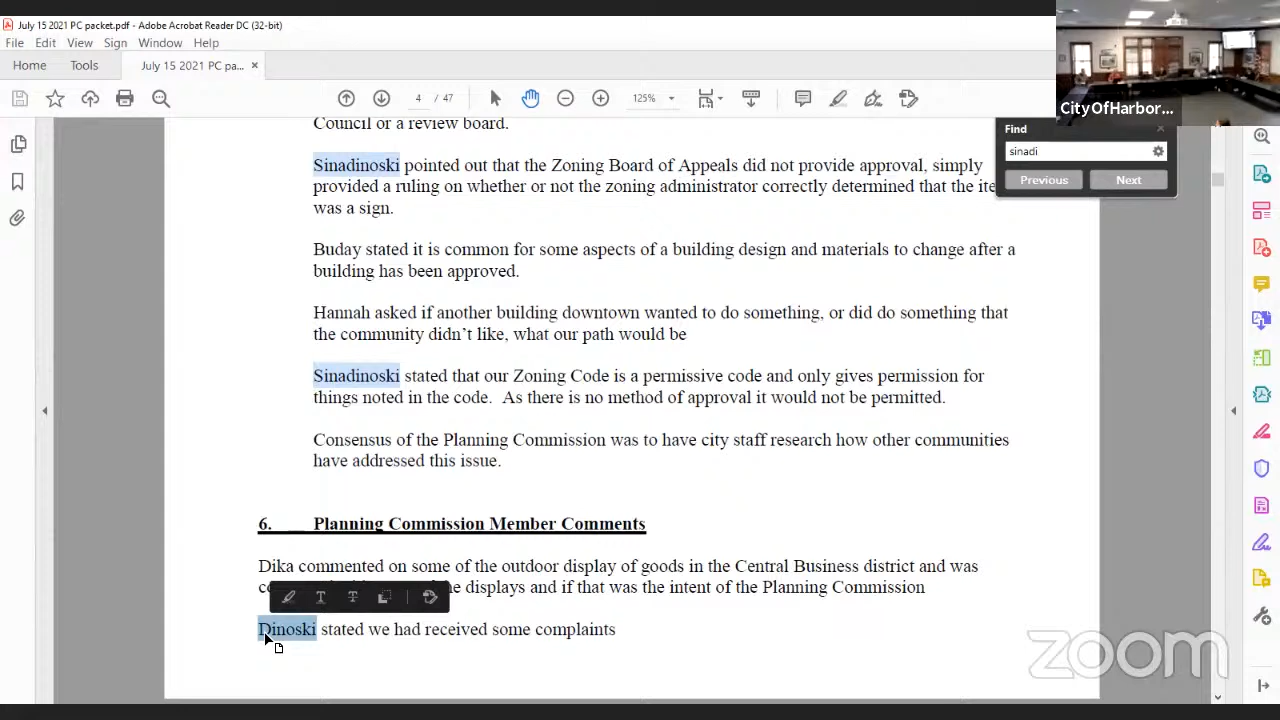 July 15 2021 PC packet.pdf - Adobe Acrobat Reader DC (32-bit)
File Edit View Sign Window Help
Home Tools July 15 2021 PC pa... ×
4 / 47 125%
CityOfHarbor...
Find
sinadi
Previous Next
Council or a review board.
Sinadinoski pointed out that the Zoning Board of Appeals did not provide approval, simply
provided a ruling on whether or not the zoning administrator correctly determined that the ite
was a sign.
Buday stated it is common for some aspects of a building design and materials to change after a
building has been approved.
Hannah asked if another building downtown wanted to do something, or did do something that
the community didn't like, what our path would be
Sinadinoski stated that our Zoning Code is a permissive code and only gives permission for
things noted in the code. As there is no method of approval it would not be permitted.
Consensus of the Planning Commission was to have city staff research how other communities
have addressed this issue.
6. Planning Commission Member Comments
Dika commented on some of the outdoor display of goods in the Central Business district and was
displays and if that was the intent of the Planning Commission
Dinoski stated we had received some complaints
zoom